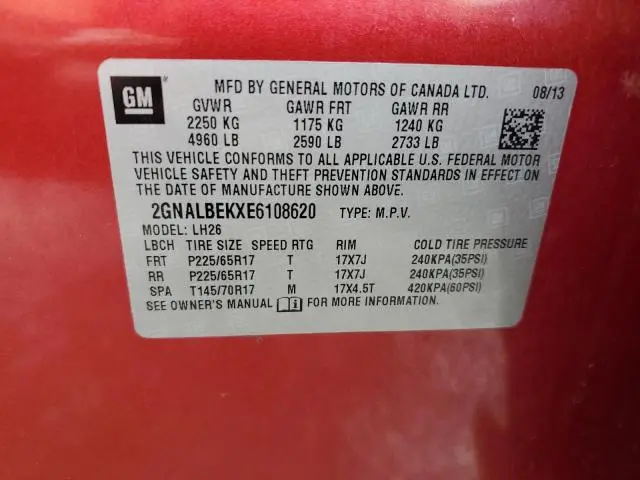 GM
MFD BY GENERAL MOTORS OF CANADA LTD. 08/13
GVWR GAWR FRT GAWR RR
2250 KG 1175 KG 1240 KG
4960 LB 2590 LB 2733 LB
THIS VEHICLE CONFORMS TO ALL APPLICABLE U.S. FEDERAL MOTOR
VEHICLE SAFETY AND THEFT PREVENTION STANDARDS IN EFFECT ON
THE DATE OF MANUFACTURE SHOWN ABOVE.
2GNALBEKXE6108620 TYPE: M.P.V.
MODEL: LH26
LBCH TIRE SIZE SPEED RTG RIM COLD TIRE PRESSURE
FRT P225/65R17 T 17X7J 240KPA(35PSI)
RR P225/65R17 T 17X7J 240KPA(35PSI)
SPA T145/70R17 M 17X4.5T 420KPA(60PSI)
SEE OWNER'S MANUAL FOR MORE INFORMATION.